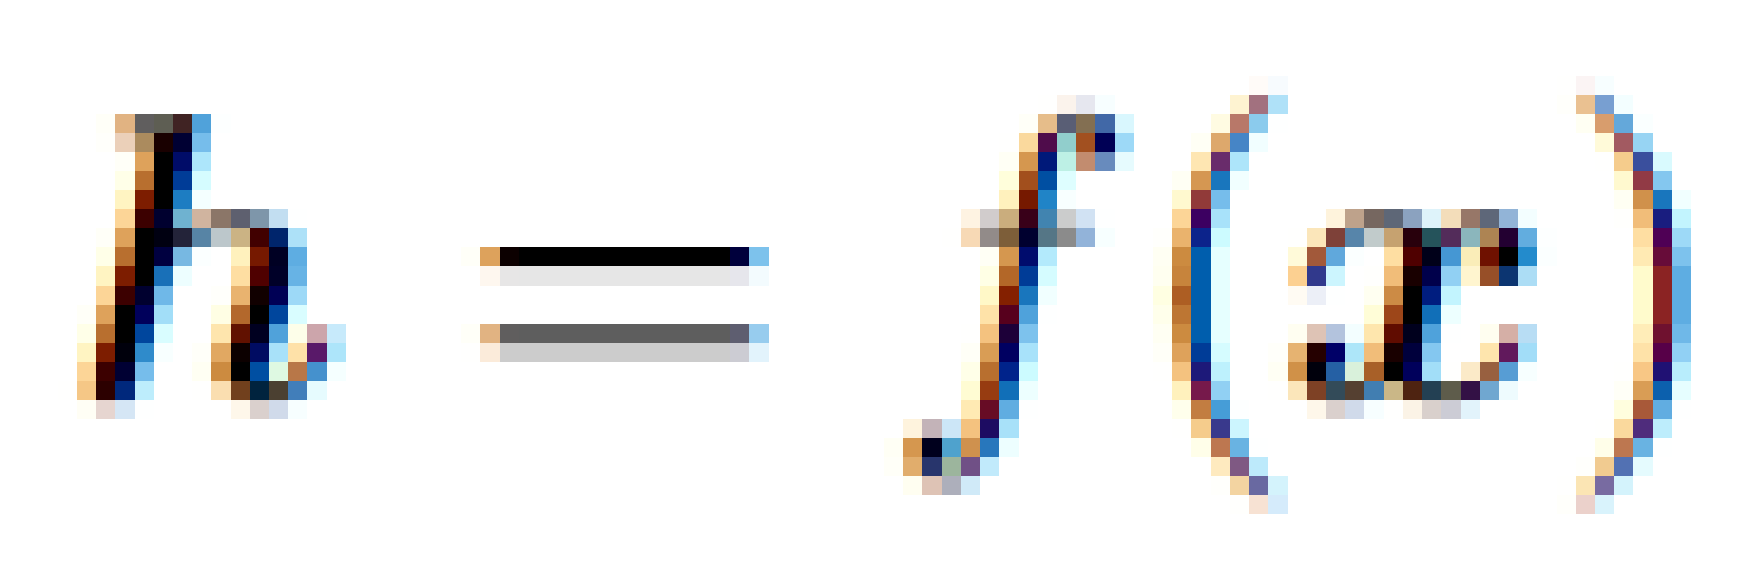 h = f(x)